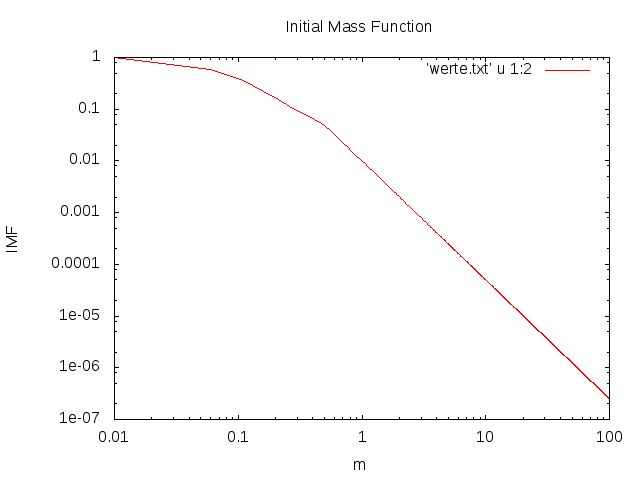 Initial Mass Function
'werte.txt' u 1:2
IMF
1
0.1
0.01
0.001
0.0001
1e-05
1e-06
1e-07
0.01 0.1 1 10 100
m